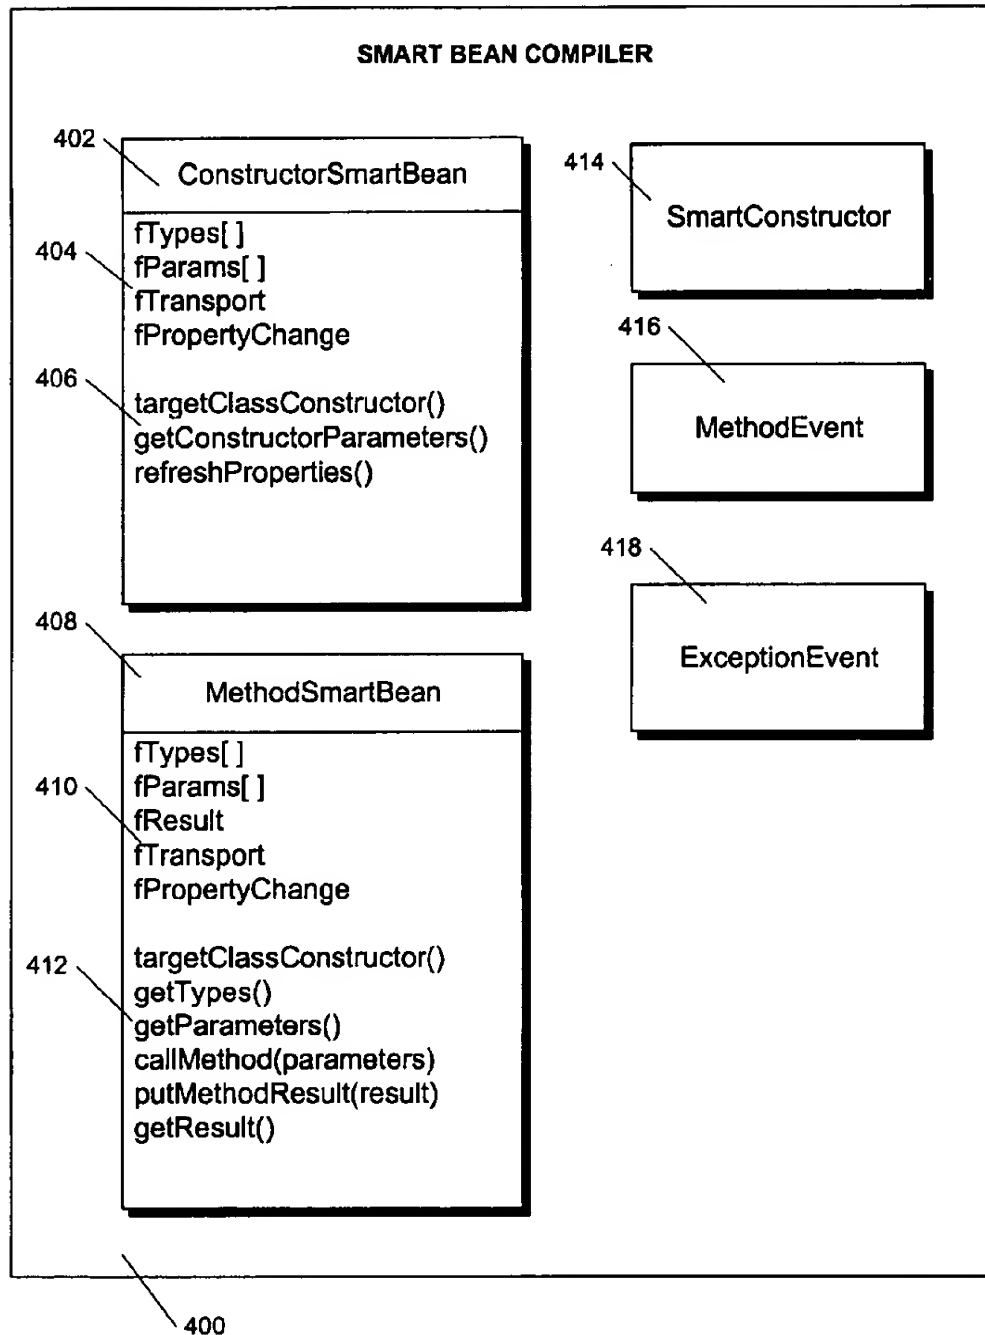 SMART BEAN COMPILER
402
ConstructorSmartBean
fTypes[ ]
404
fParams[ ]
fTransport
fPropertyChange
406
targetClassConstructor()
getConstructorParameters()
refreshProperties()
408
MethodSmartBean
fTypes[ ]
fParams[ ]
410
fResult
fTransport
fPropertyChange
targetClassConstructor()
412
getTypes()
getParameters()
callMethod(parameters)
putMethodResult(result)
getResult()
414
SmartConstructor
416
MethodEvent
418
ExceptionEvent
400